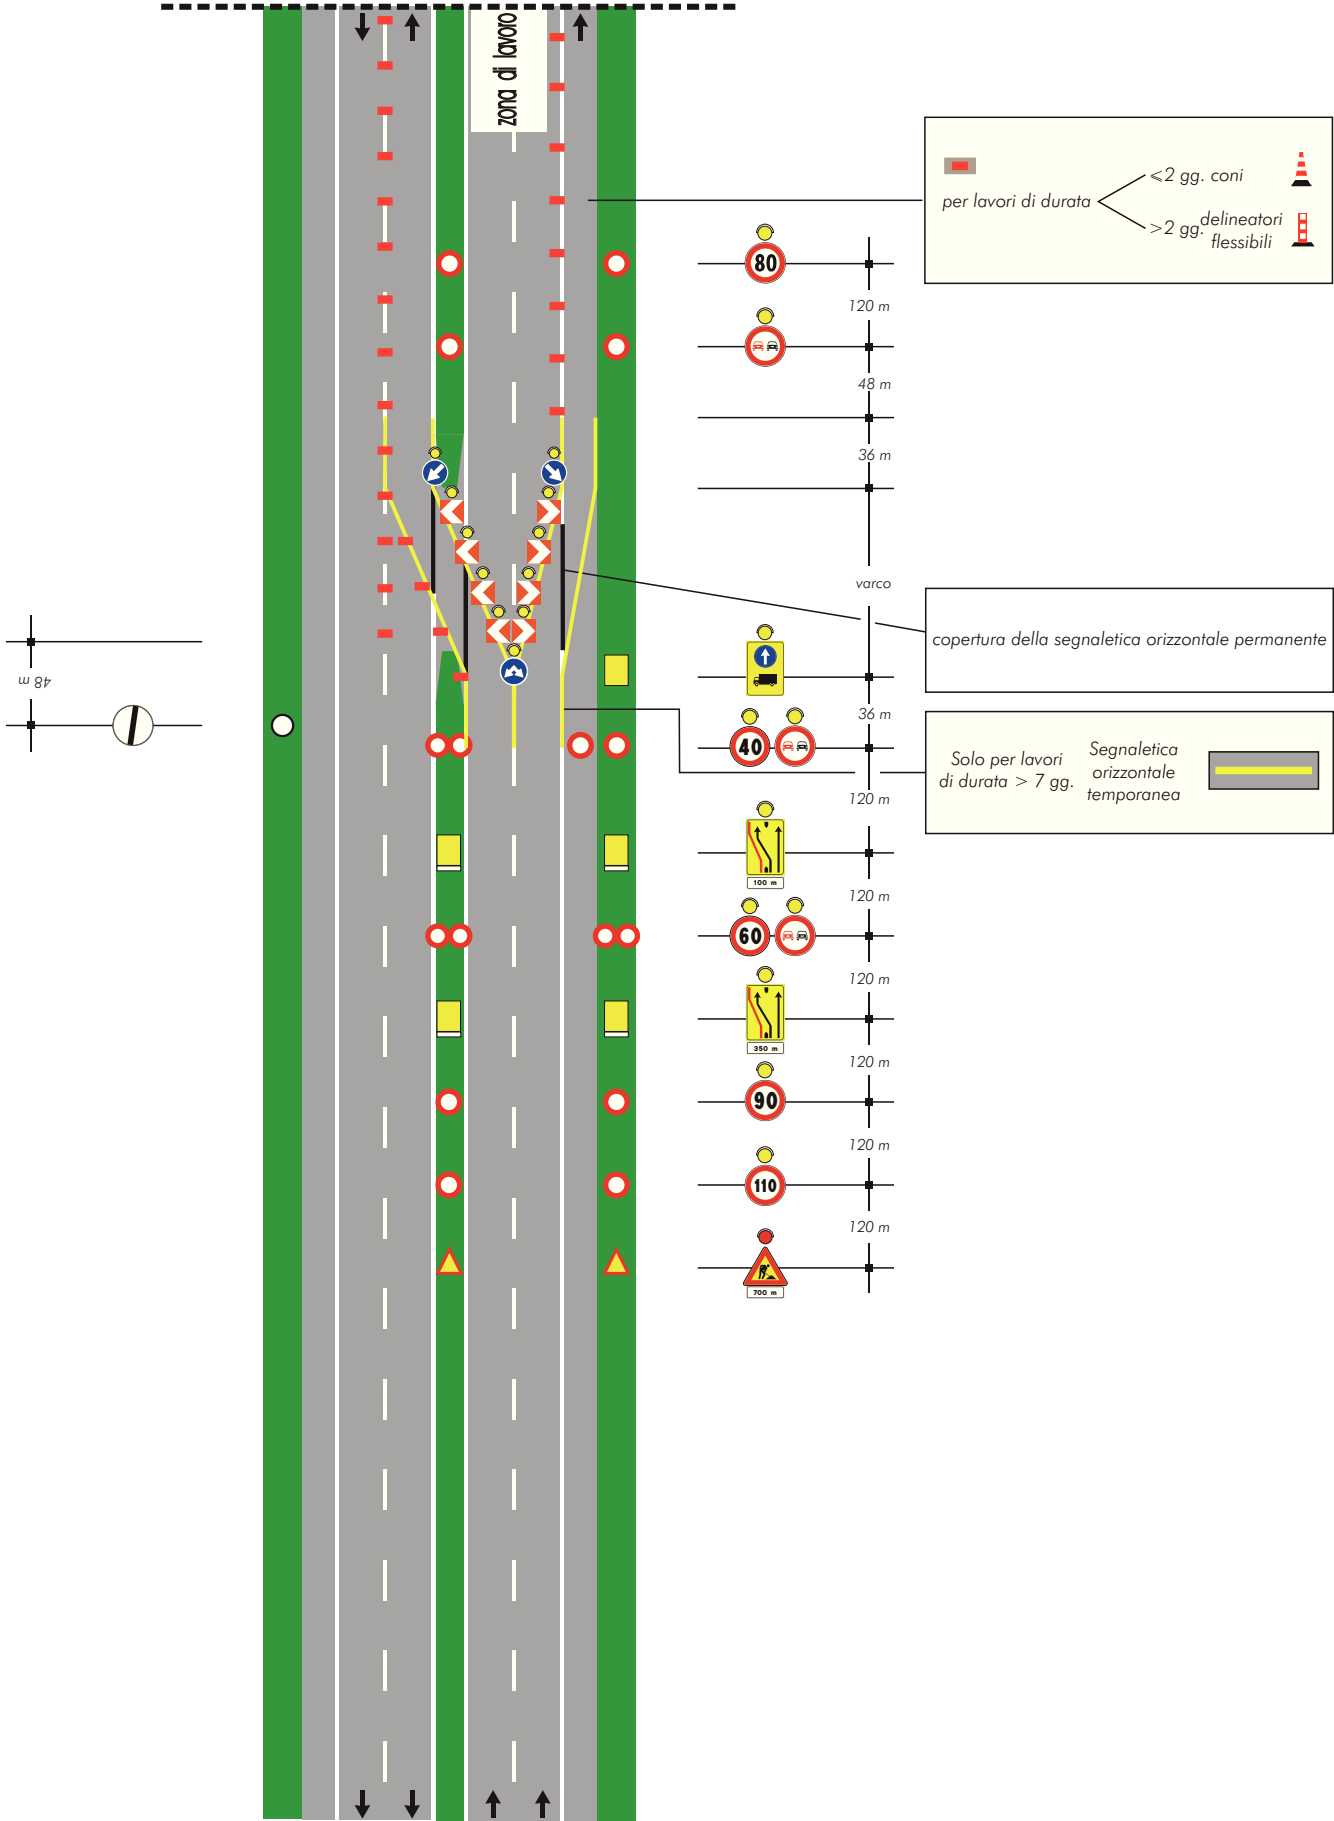 zona di lavoro
per lavori di durata
⩽2 gg. coni
>2 gg. delineatori
flessibili
80
120 m
48 m
36 m
varco
copertura della segnaletica orizzontale permanente
48 m
36 m
40
Solo per lavori
di durata > 7 gg.
Segnaletica
orizzontale
temporanea
120 m
100 m
120 m
60
120 m
350 m
120 m
90
120 m
110
120 m
700 m